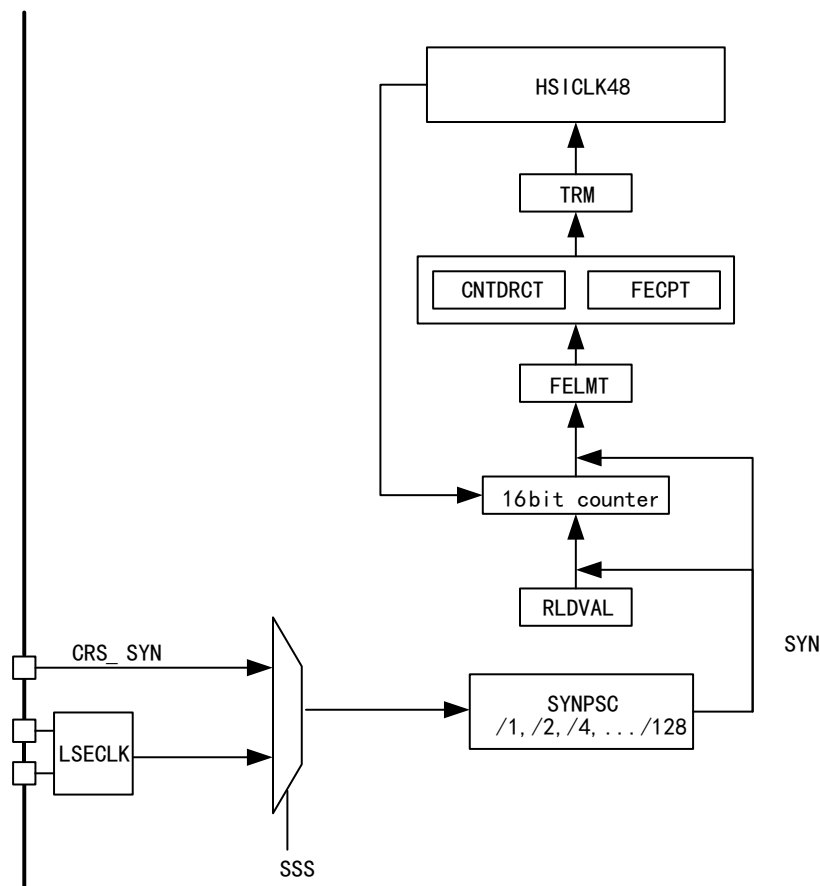 HSICLK48
TRM
CNTDRCT
FECPT
FELMT
16bit counter
RLDVAL
SYN
CRS_ SYN
SYNPSC
/1, /2, /4, ... /128
LSECLK
SSS